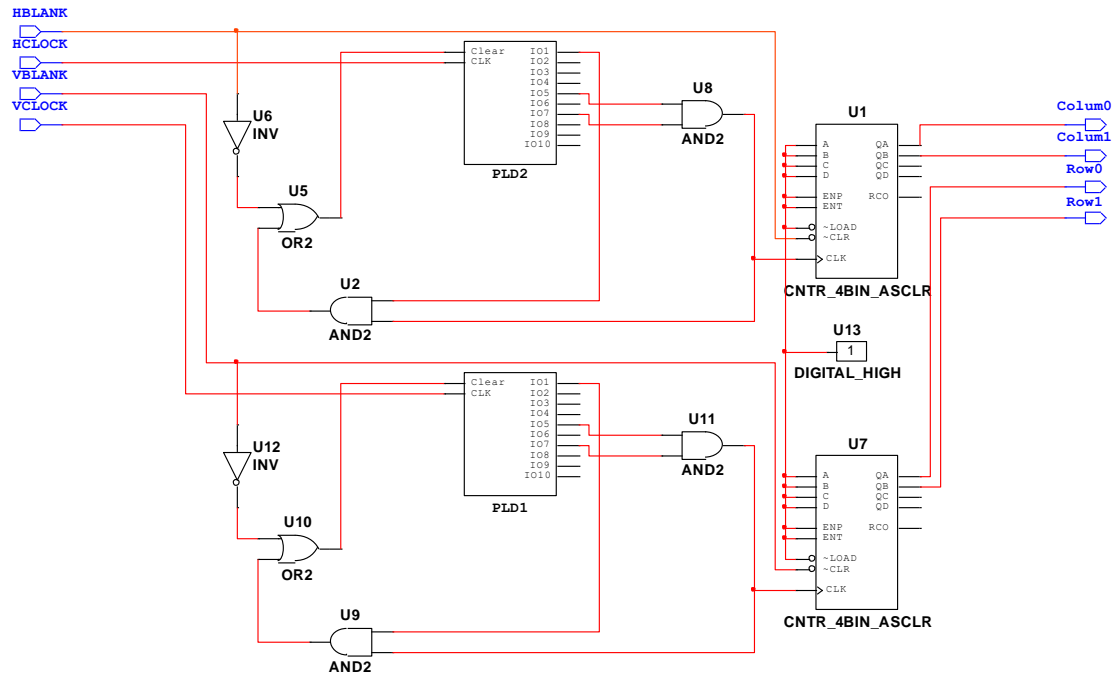 HBLANK
HCLOCK
VBLANK
VCLOCK
U6
INV
U5
OR2
U2
AND2
Clear
CLK
IO1
IO2
IO3
IO4
IO5
IO6
IO7
IO8
IO9
IO10
PLD2
U8
AND2
U1
A
B
C
D
ENP
ENT
~LOAD
~CLR
CLK
QA
QB
QC
QD
RCO
CNTR_4BIN_ASCLR
Colum0
Colum1
Row0
Row1
U13
1
DIGITAL_HIGH
U12
INV
U10
OR2
U9
AND2
Clear
CLK
IO1
IO2
IO3
IO4
IO5
IO6
IO7
IO8
IO9
IO10
PLD1
U11
AND2
U7
A
B
C
D
ENP
ENT
~LOAD
~CLR
CLK
QA
QB
QC
QD
RCO
CNTR_4BIN_ASCLR